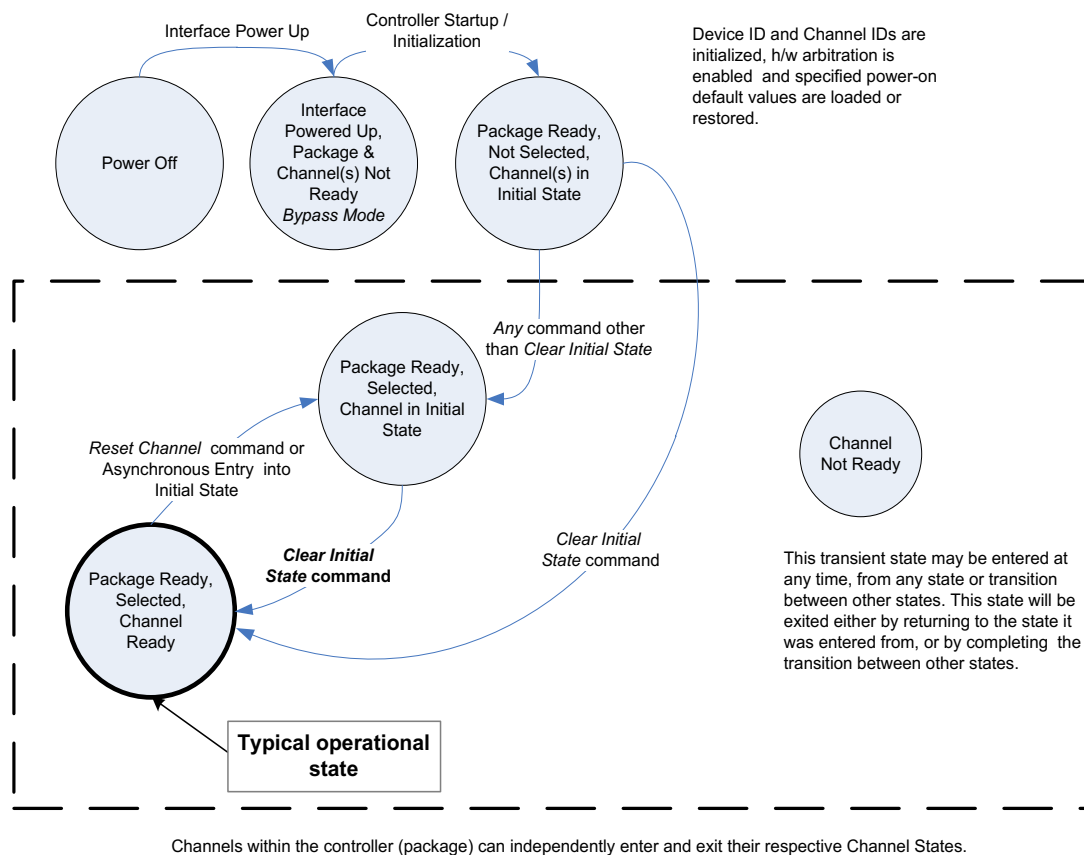 Interface Power Up
Controller Startup /
Initialization
Device ID and Channel IDs are
initialized, h/w arbitration is
enabled  and specified power-on
default values are loaded or
restored.
Power Off
Interface
Powered Up,
Package &
Channel(s) Not
Ready
Bypass Mode
Package Ready,
Not Selected,
Channel(s) in
Initial State
Any command other
than Clear Initial State
Package Ready,
Selected,
Channel in Initial
State
Channel
Not Ready
Reset Channel  command or
Asynchronous Entry  into
Initial State
Clear Initial
State command
Clear Initial
State command
Package Ready,
Selected,
Channel
Ready
This transient state may be entered at
any time, from any state or transition
between other states. This state will be
exited either by returning to the state it
was entered from, or by completing  the
transition between other states.
Typical operational
state
Channels within the controller (package) can independently enter and exit their respective Channel States.